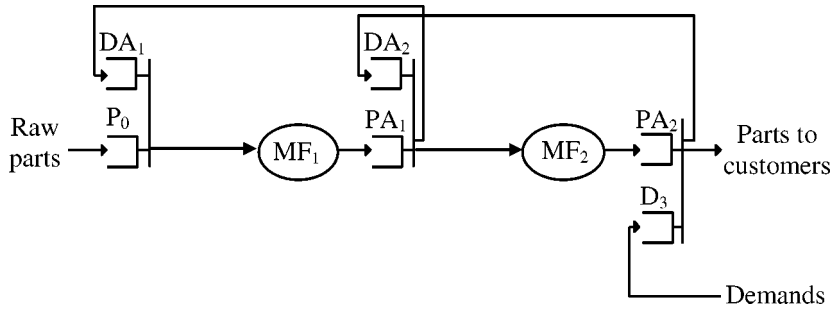 DA₁
DA₂
P₀
PA₁
PA₂
Raw
parts
MF₁
MF₂
Parts to
customers
D₃
Demands